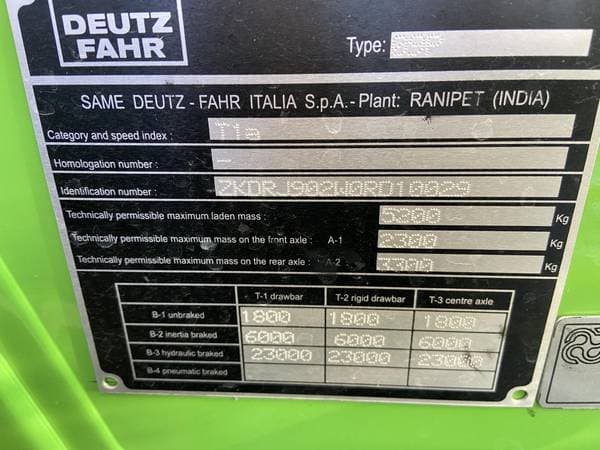 DEUTZ
FAHR
Type:
SAME DEUTZ - FAHR ITALIA S.p.A. - Plant: RANIPET (INDIA)
Category and speed index : T1a
Homologation number : -
Identification number : ZKDRJ902W0RD10029
Technically permissible maximum laden mass : 5200 Kg
Technically permissible maximum mass on the front axle : A-1 2300 Kg
Technically permissible maximum mass on the rear axle : A-2 3300 Kg
T-1 drawbar T-2 rigid drawbar T-3 centre axle
B-1 unbraked 1800 1800 1800
B-2 inertia braked 6000 6000 6000
B-3 hydraulic braked 23000 23000 23000
B-4 pneumatic braked